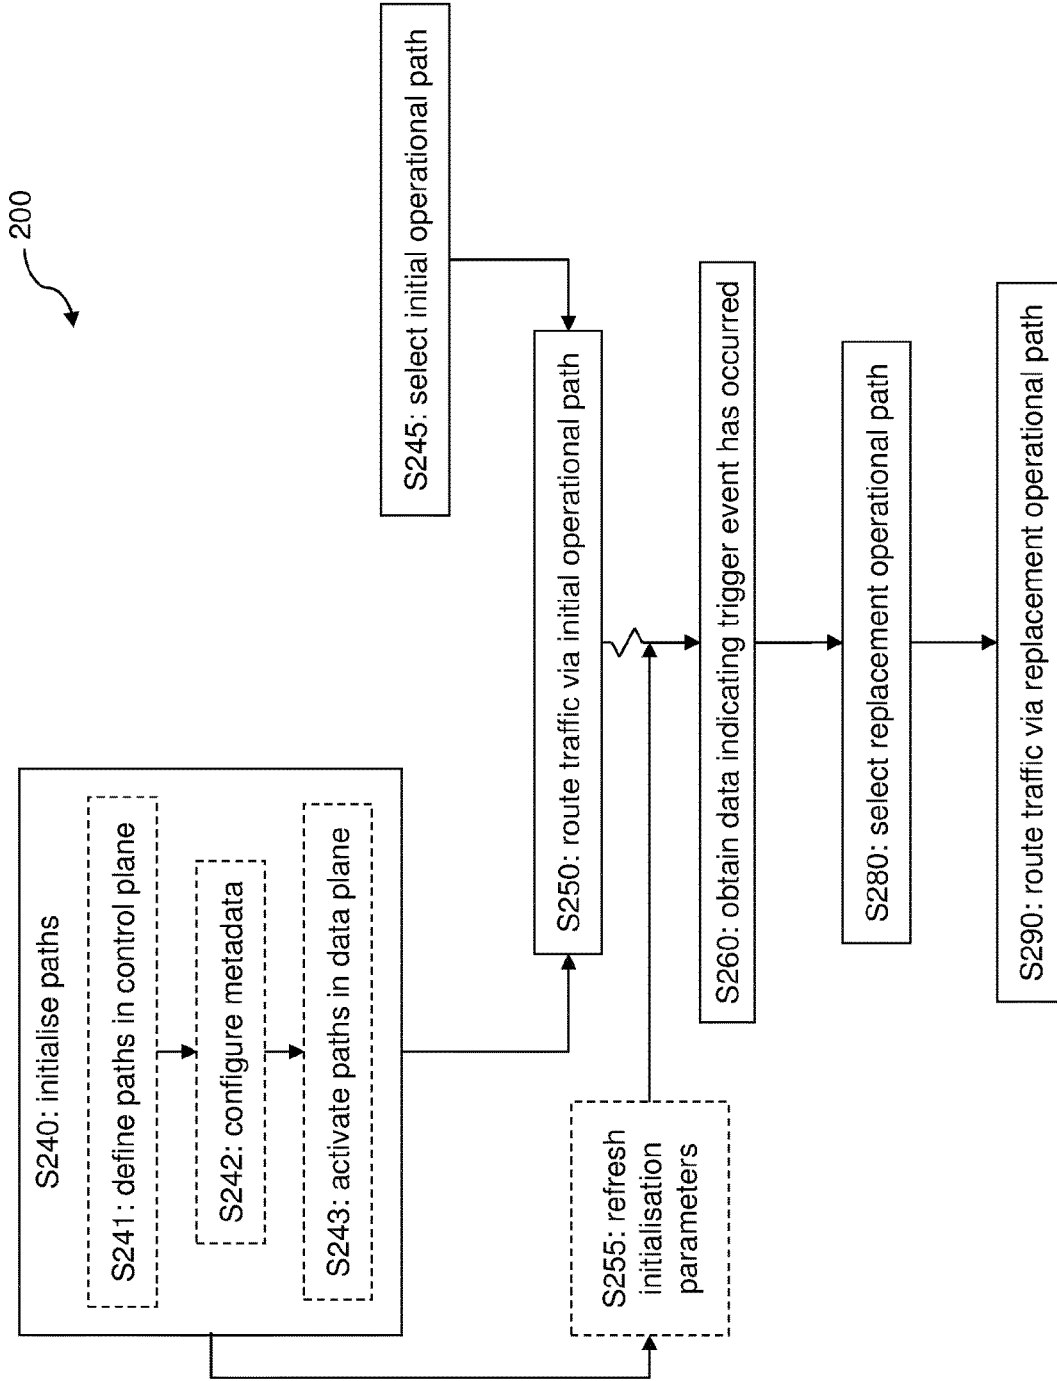 200
S240: initialise paths
S241: define paths in control plane
S242: configure metadata
S243: activate paths in data plane
S245: select initial operational path
S250: route traffic via initial operational path
S255: refresh
initialisation
parameters
S260: obtain data indicating trigger event has occurred
S280: select replacement operational path
S290: route traffic via replacement operational path